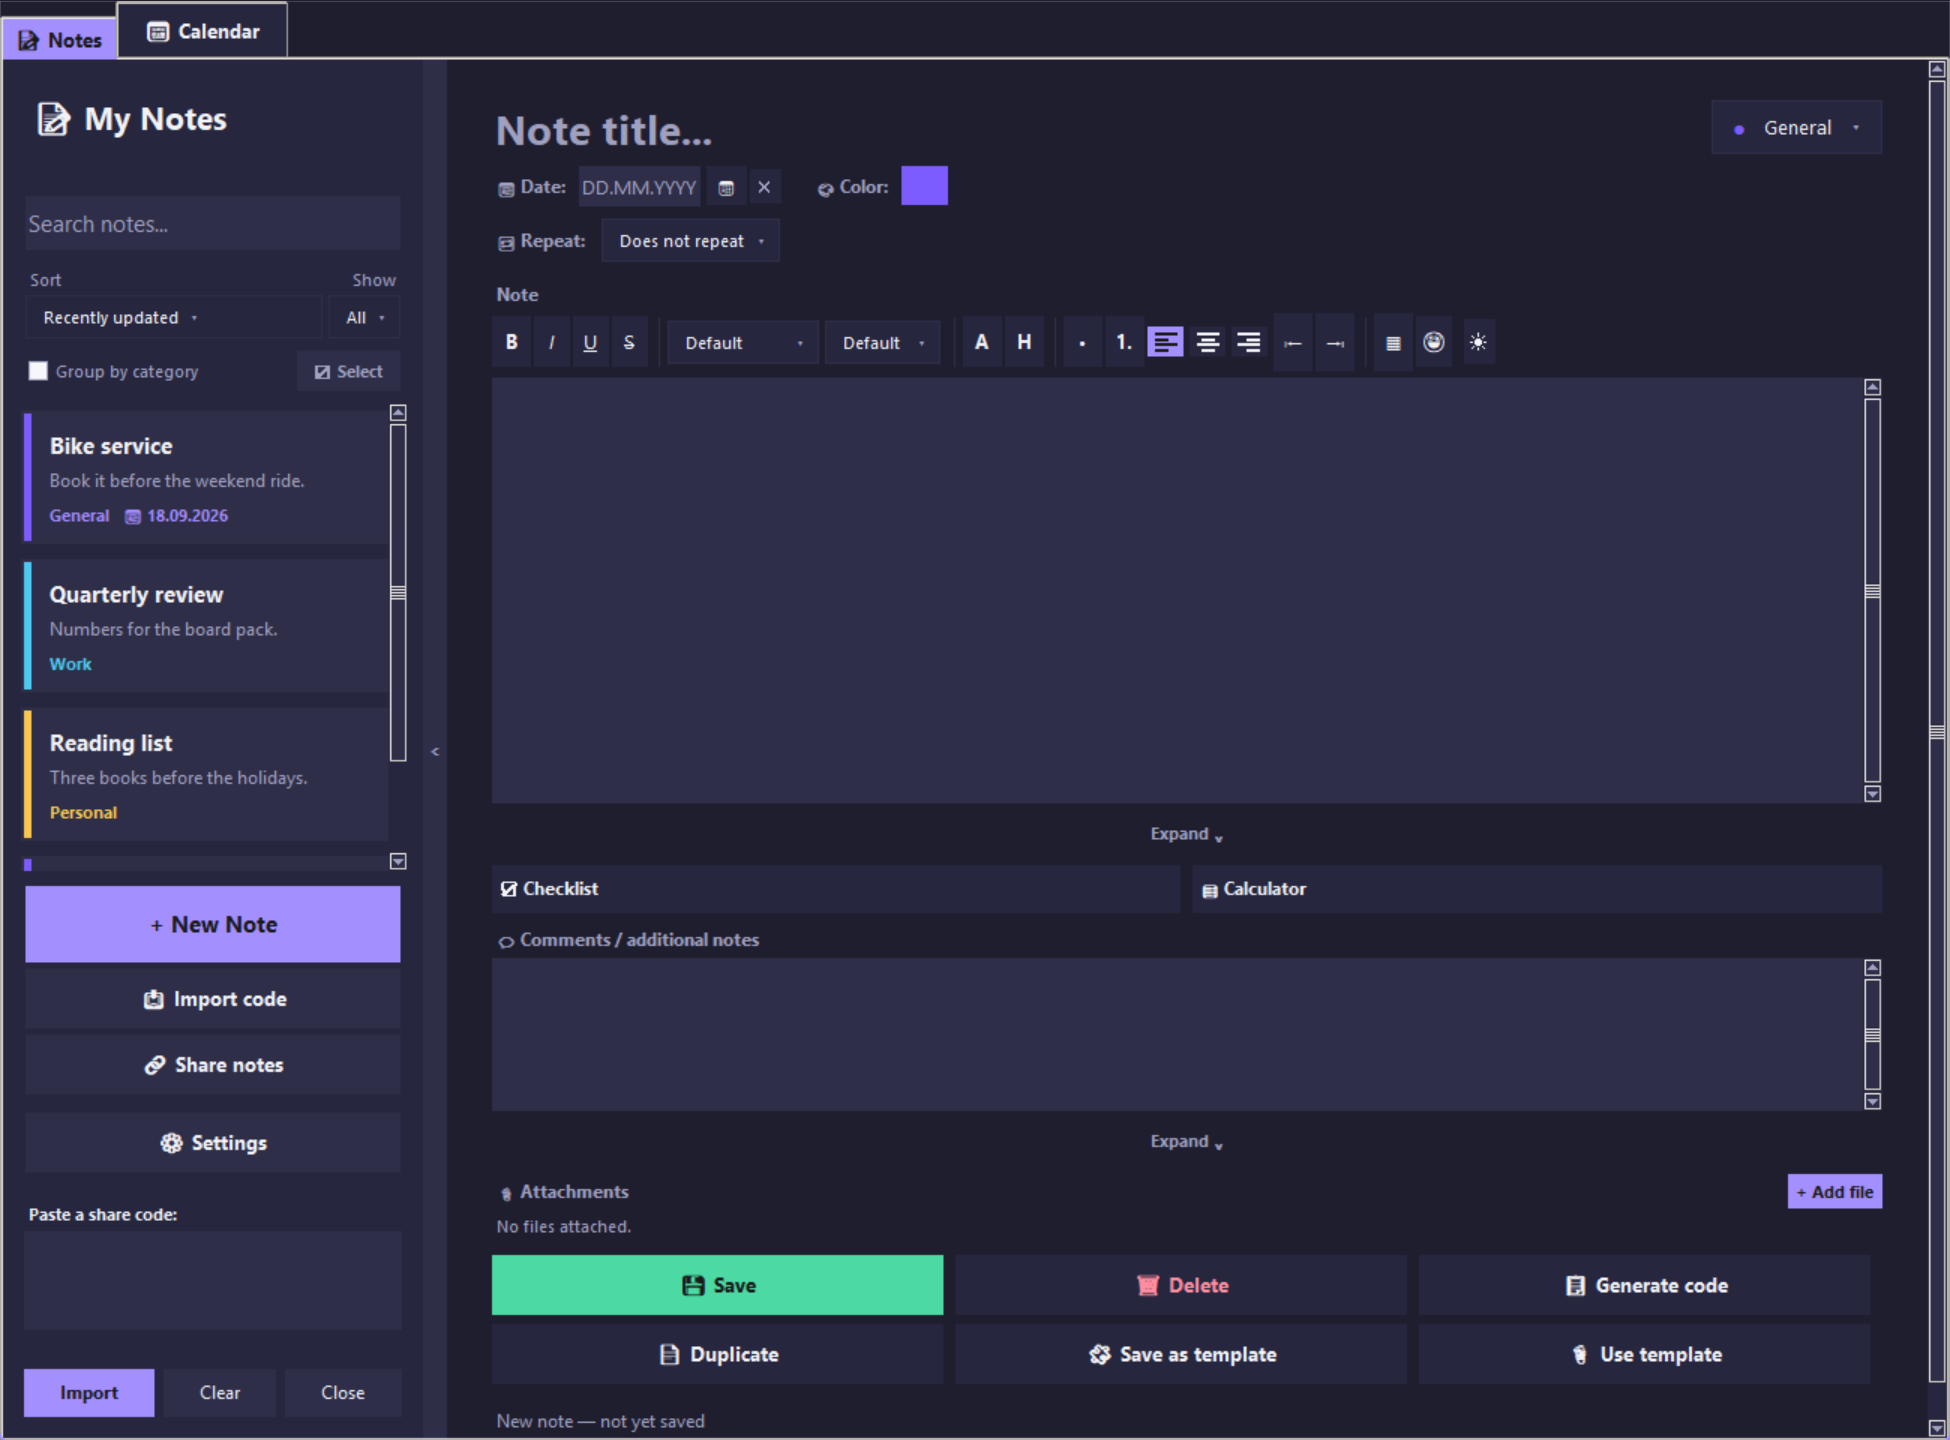 Notes
Calendar
My Notes
Search notes...
Sort
Show
Recently updated
All
Group by category
Select
Bike service
Book it before the weekend ride.
General 18.09.2026
Quarterly review
Numbers for the board pack.
Work
Reading list
Three books before the holidays.
Personal
+ New Note
Import code
Share notes
Settings
Paste a share code:
Import
Clear
Close
<
Note title...
General
Date: DD.MM.YYYY
Color:
Repeat: Does not repeat
Note
B I U S Default Default A H • 1.
Expand
Checklist
Calculator
Comments / additional notes
Expand
Attachments
+ Add file
No files attached.
Save
Delete
Generate code
Duplicate
Save as template
Use template
New note — not yet saved